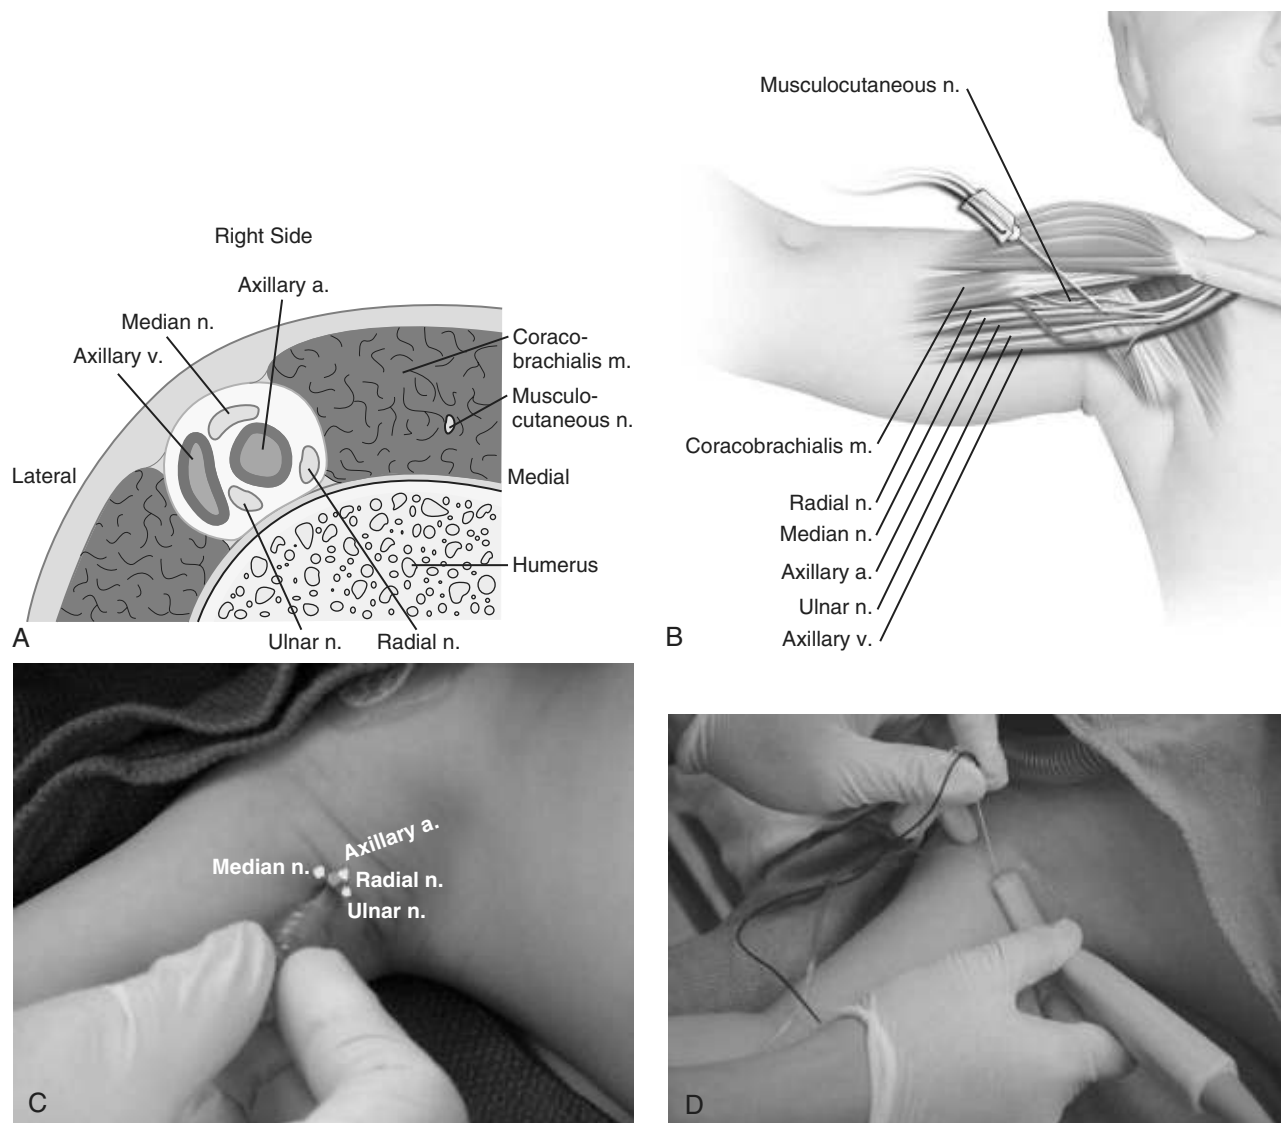 Right Side
Axillary a.
Median n.
Axillary v.
Coraco-
brachialis m.
Musculo-
cutaneous n.
Lateral
Medial
Humerus
Ulnar n.
Radial n.
A
Musculocutaneous n.
Coracobrachialis m.
Radial n.
Median n.
Axillary a.
Ulnar n.
Axillary v.
B
Axillary a.
Median n.
Radial n.
Ulnar n.
C
D